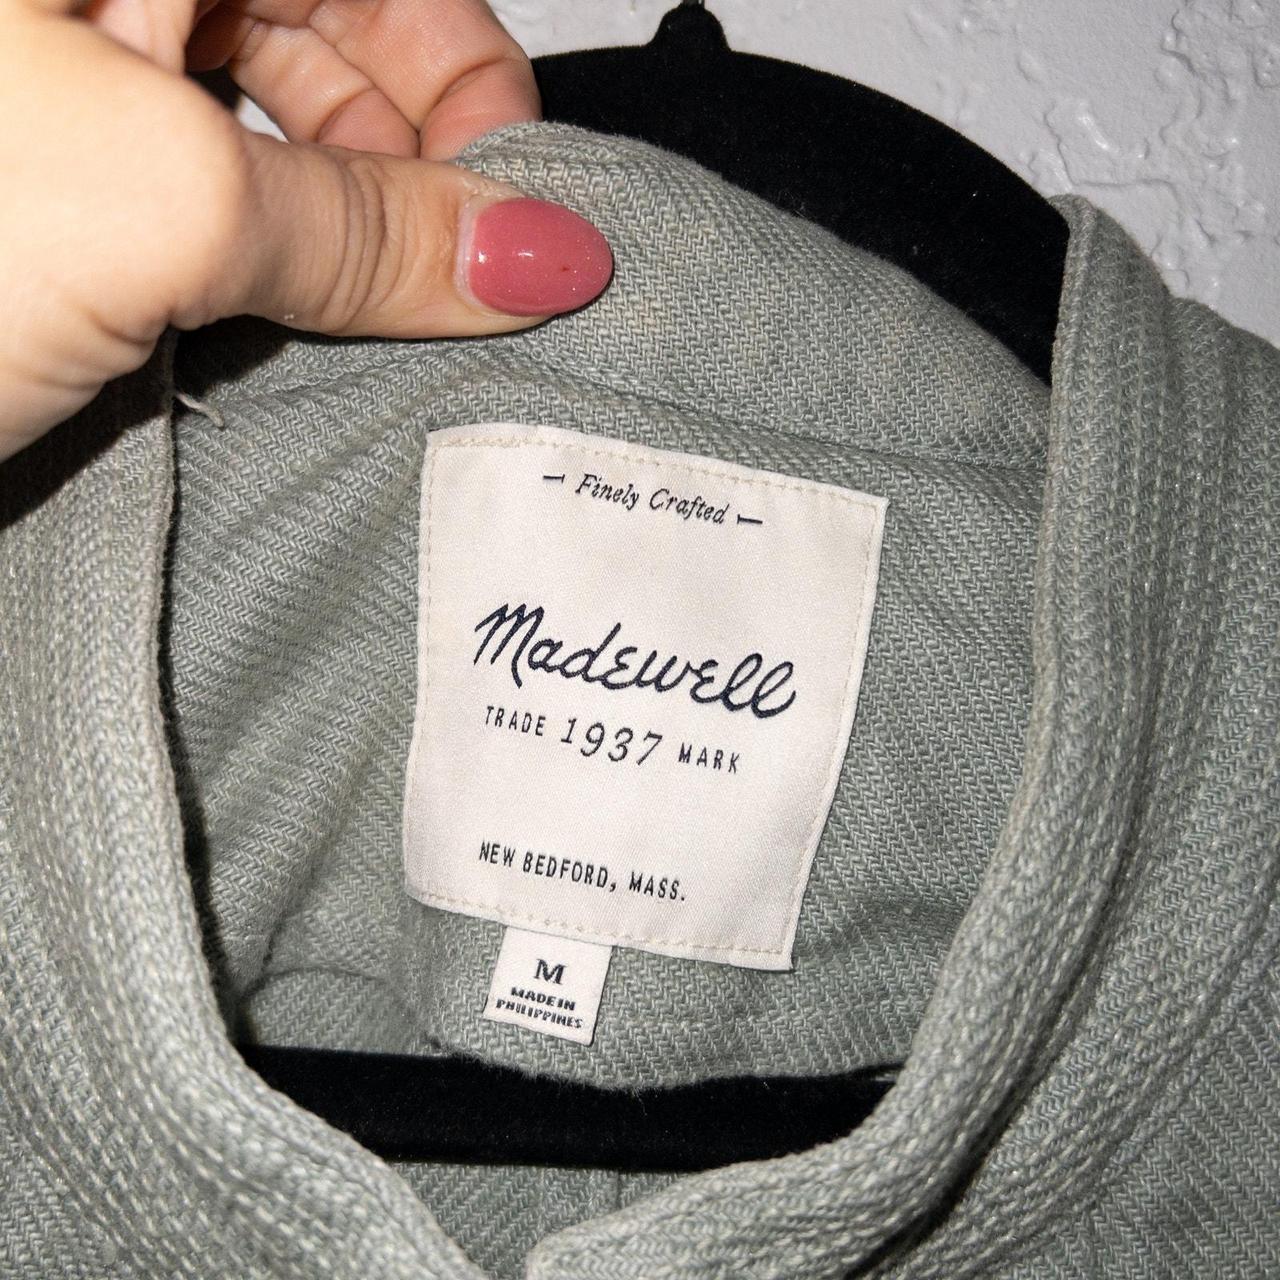 Finely Crafted
Madewell
TRADE 1937 MARK
NEW BEDFORD, MASS.
M
MADE IN
PHILIPPINES